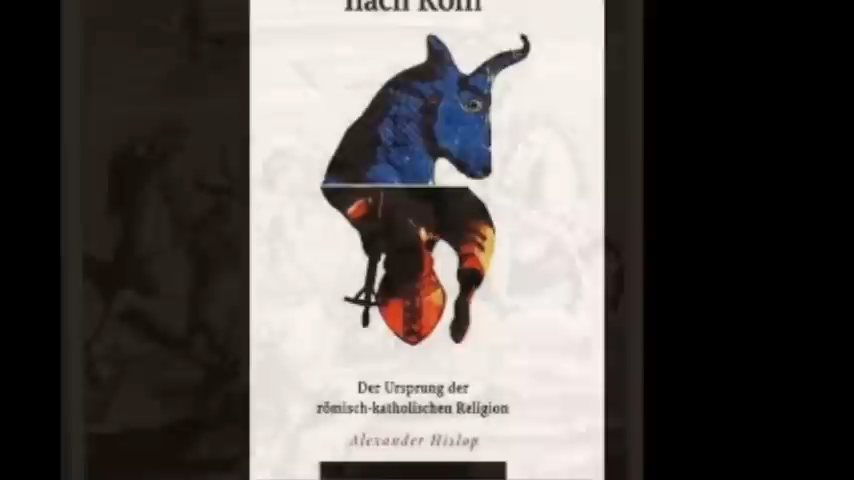 nach Rom
Der Ursprung der
römisch-katholischen Religion
Alexander Hislop